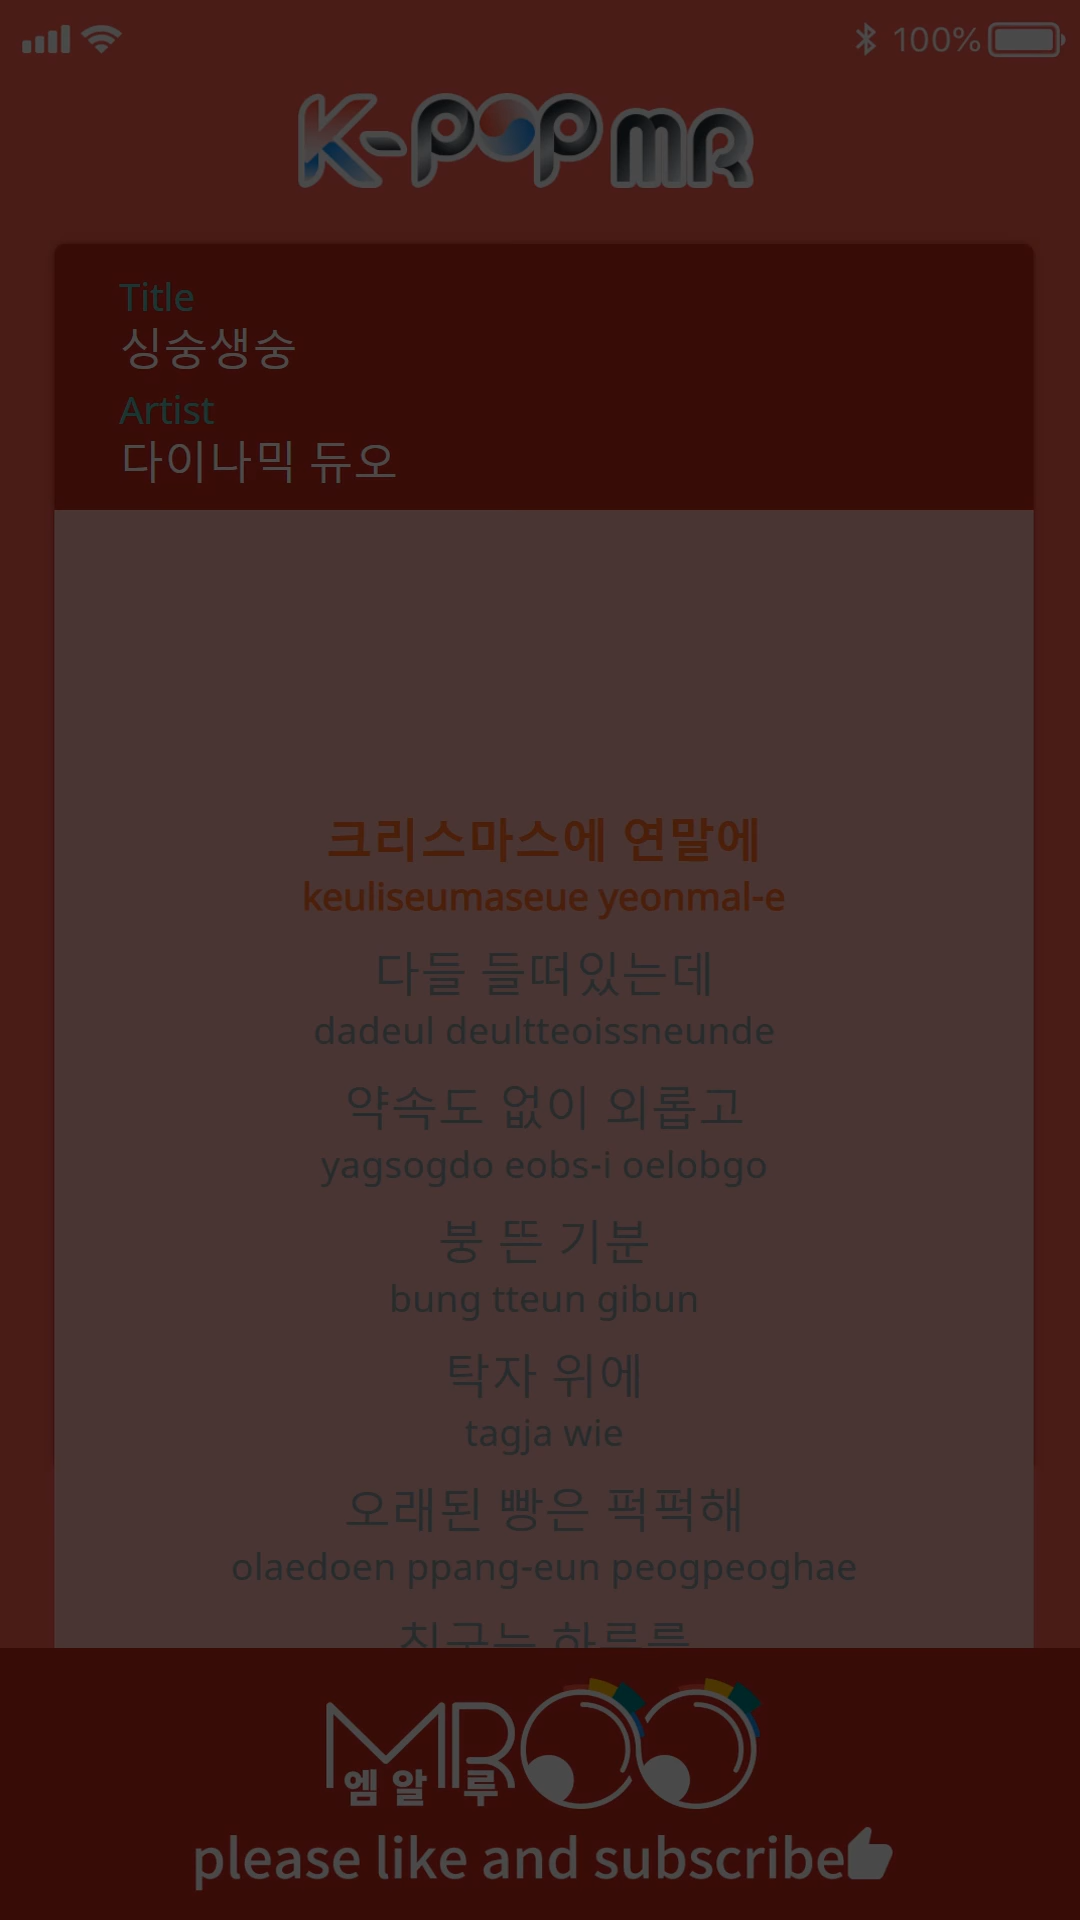 100%
K-POP MR
Title
싱숭생숭
Artist
다이나믹 듀오
크리스마스에 연말에
keuliseumaseue yeonmal-e
다들 들떠있는데
dadeul deultteoissneunde
약속도 없이 외롭고
yagsogdo eobs-i oelobgo
붕 뜬 기분
bung tteun gibun
탁자 위에
tagja wie
오래된 빵은 퍽퍽해
olaedoen ppang-eun peogpeoghae
MROO
엠알루
please like and subscribe